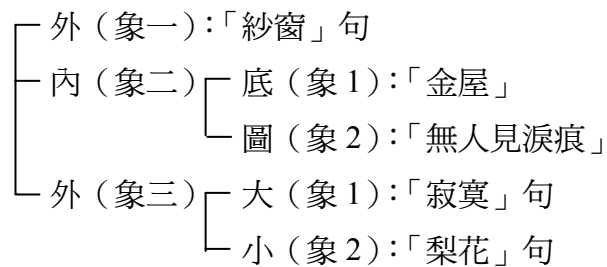 外（象一）：「紗窗」句
內（象二） 底（象1）：「金屋」
圖（象2）：「無人見淚痕」
外（象三） 大（象1）：「寂寞」句
小（象2）：「梨花」句